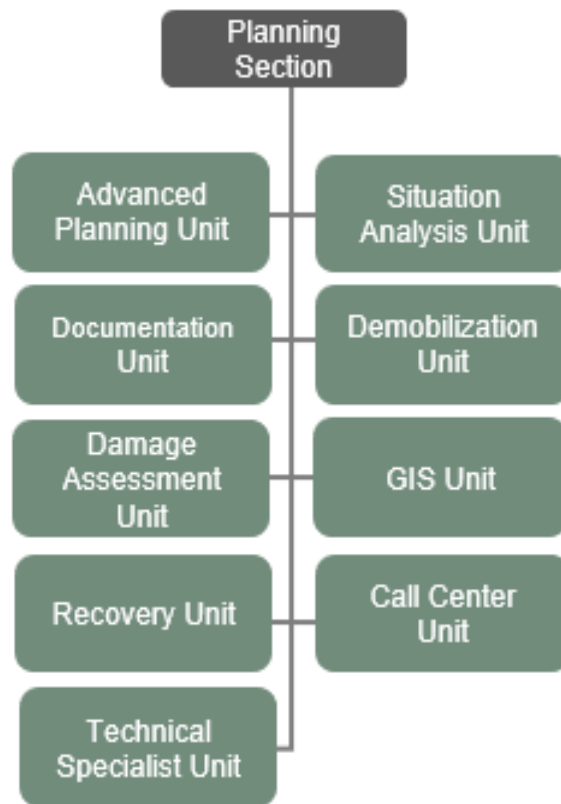 Planning
Section
Advanced
Planning Unit
Situation
Analysis Unit
Documentation
Unit
Demobilization
Unit
Damage
Assessment
Unit
GIS Unit
Recovery Unit
Call Center
Unit
Technical
Specialist Unit